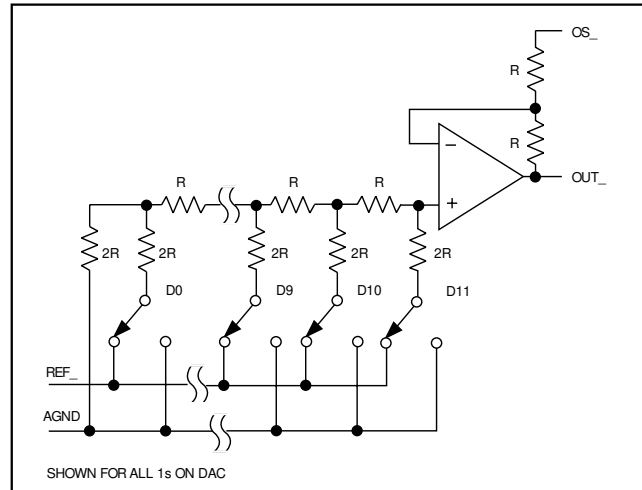 OS_
R
R
OUT_
−
+
R
R
R
2R
2R
2R
2R
2R
D0
D9
D10
D11
REF_
AGND
SHOWN FOR ALL 1s ON DAC